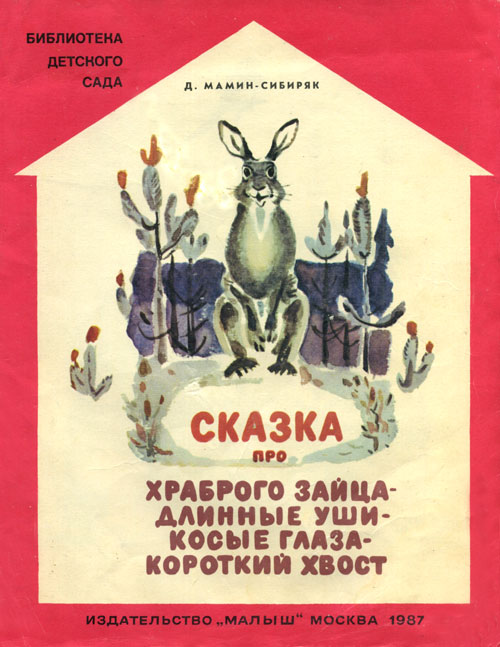 БИБЛИОТЕКА
ДЕТСКОГО
САДА
Д. МАМИН-СИБИРЯК
СКАЗКА
ПРО
ХРАБРОГО ЗАЙЦА-
ДЛИННЫЕ УШИ-
КОСЫЕ ГЛАЗА-
КОРОТКИЙ ХВОСТ
ИЗДАТЕЛЬСТВО „МАЛЫШ" МОСКВА 1987